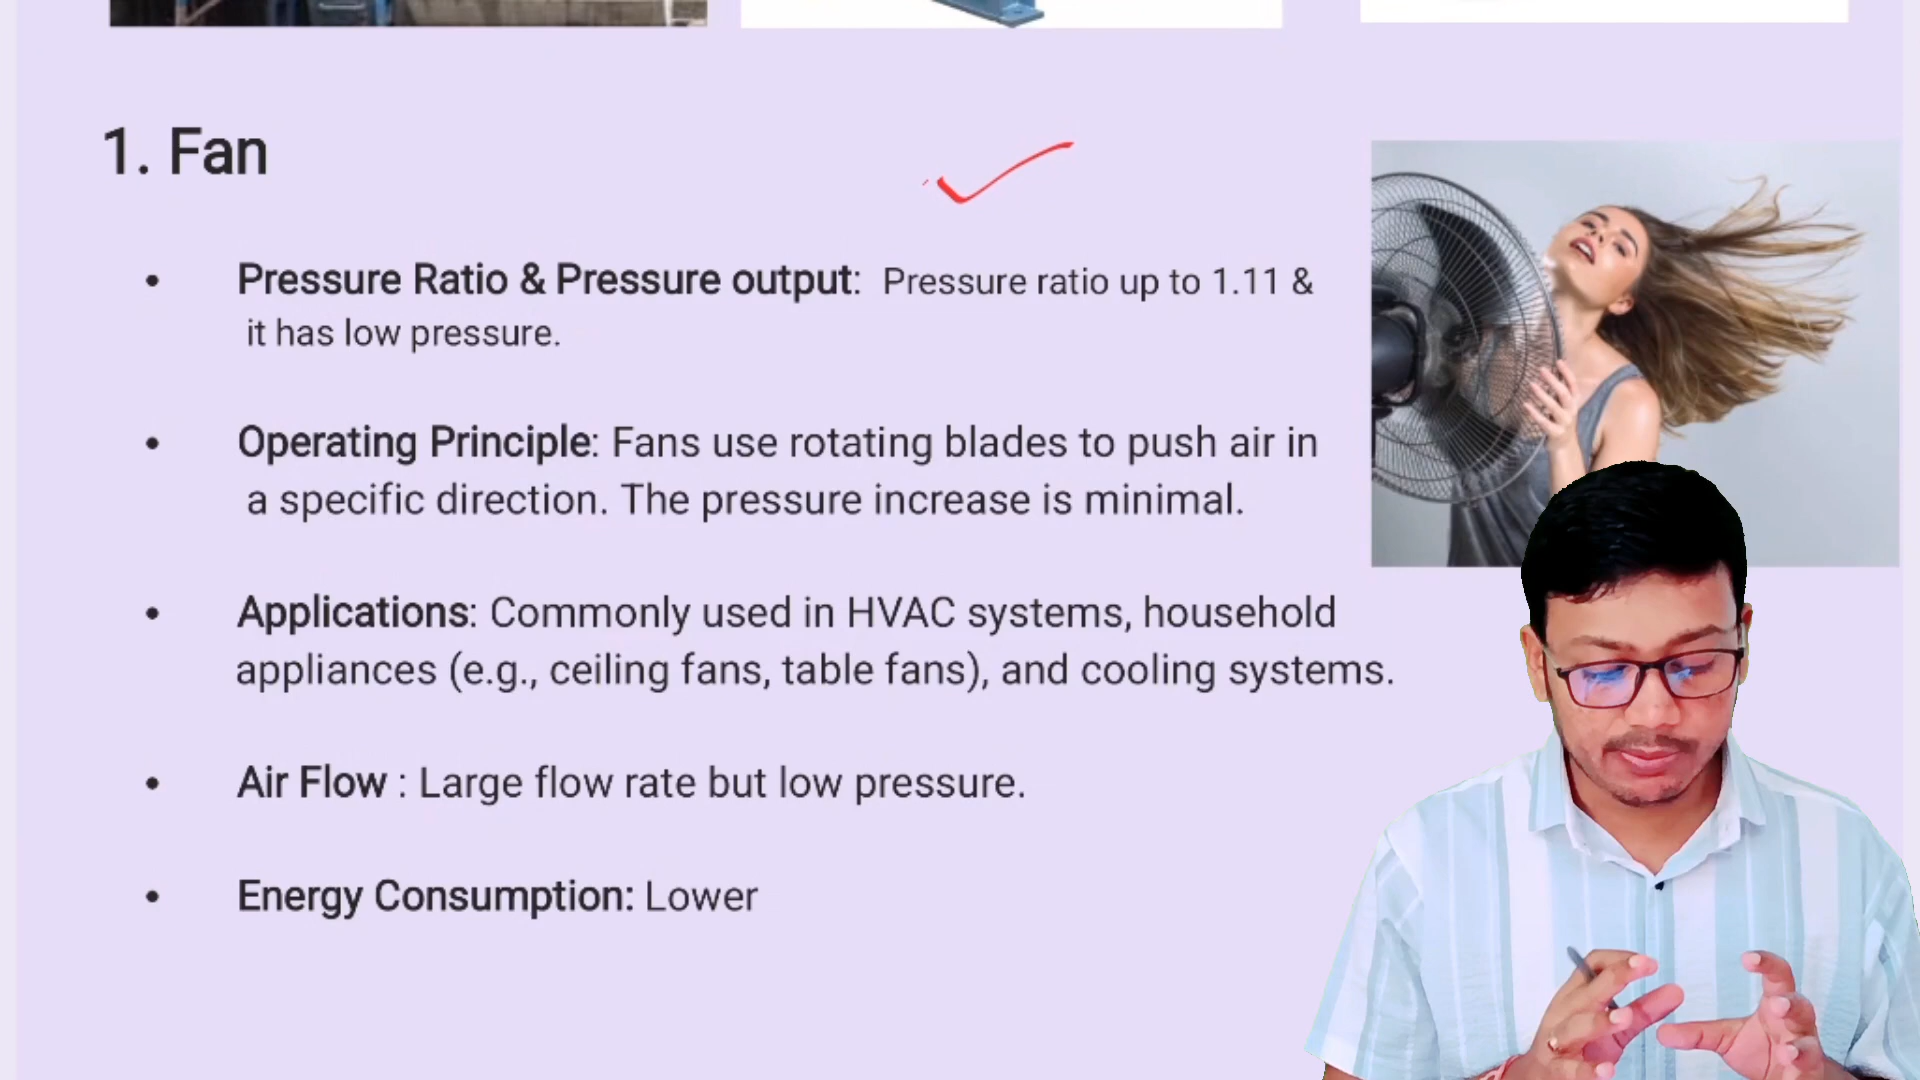 1. Fan
• Pressure Ratio & Pressure output: Pressure ratio up to 1.11 &
it has low pressure.
• Operating Principle: Fans use rotating blades to push air in
a specific direction. The pressure increase is minimal.
• Applications: Commonly used in HVAC systems, household
appliances (e.g., ceiling fans, table fans), and cooling systems.
• Air Flow : Large flow rate but low pressure.
• Energy Consumption: Lower